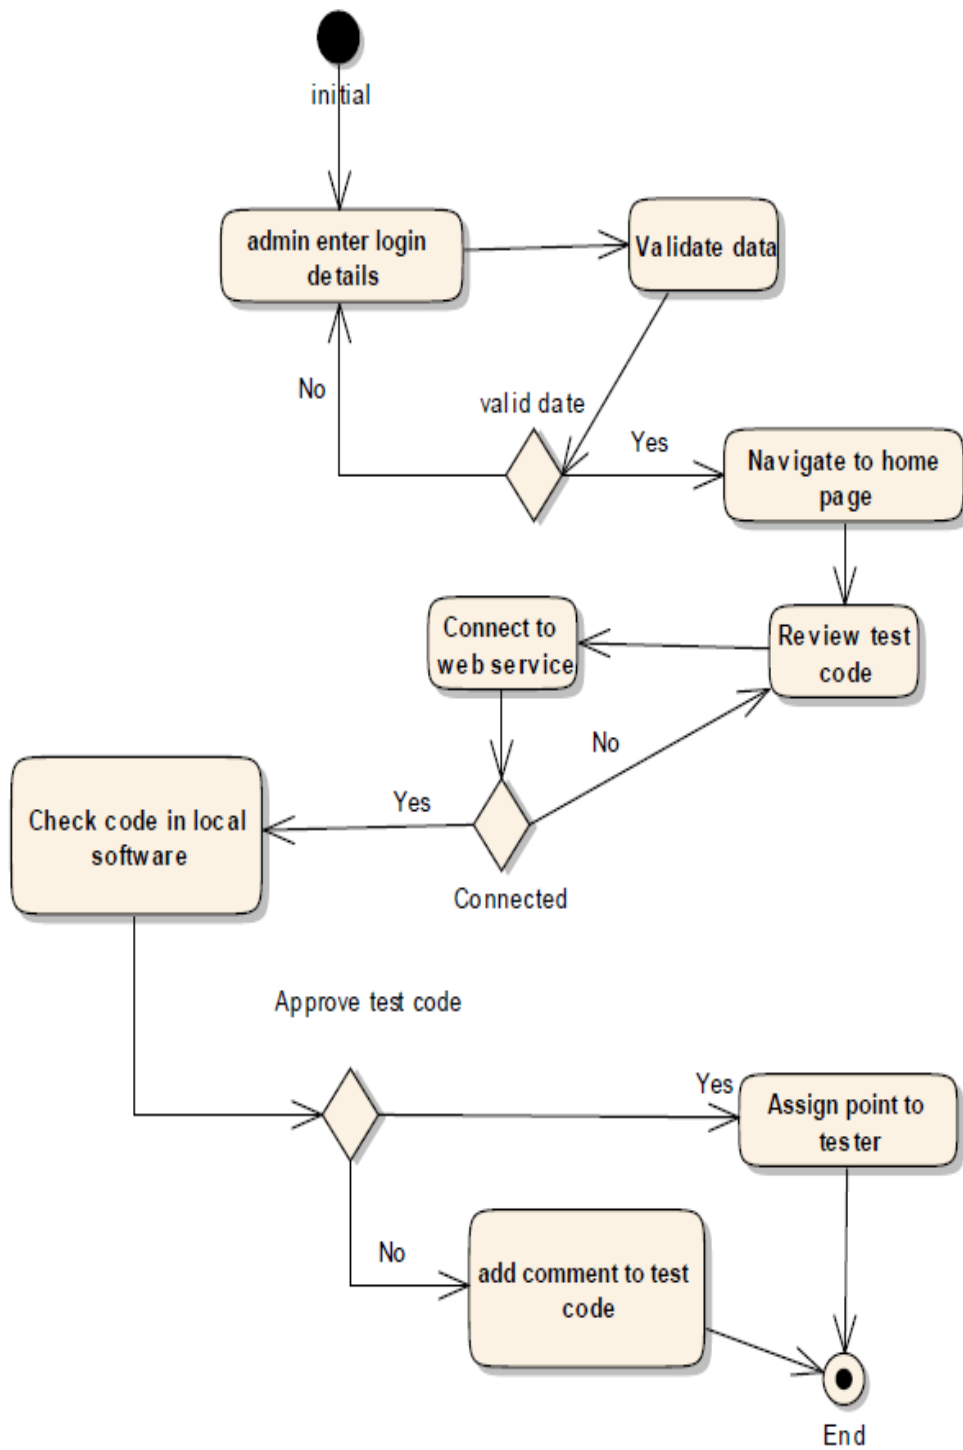 initial
admin enter login
details
Validate data
No
valid date
Yes
Navigate to home
page
Connect to
web service
Review test
code
No
Yes
Check code in local
software
Connected
Approve test code
Yes
Assign point to
tester
No
add comment to test
code
End